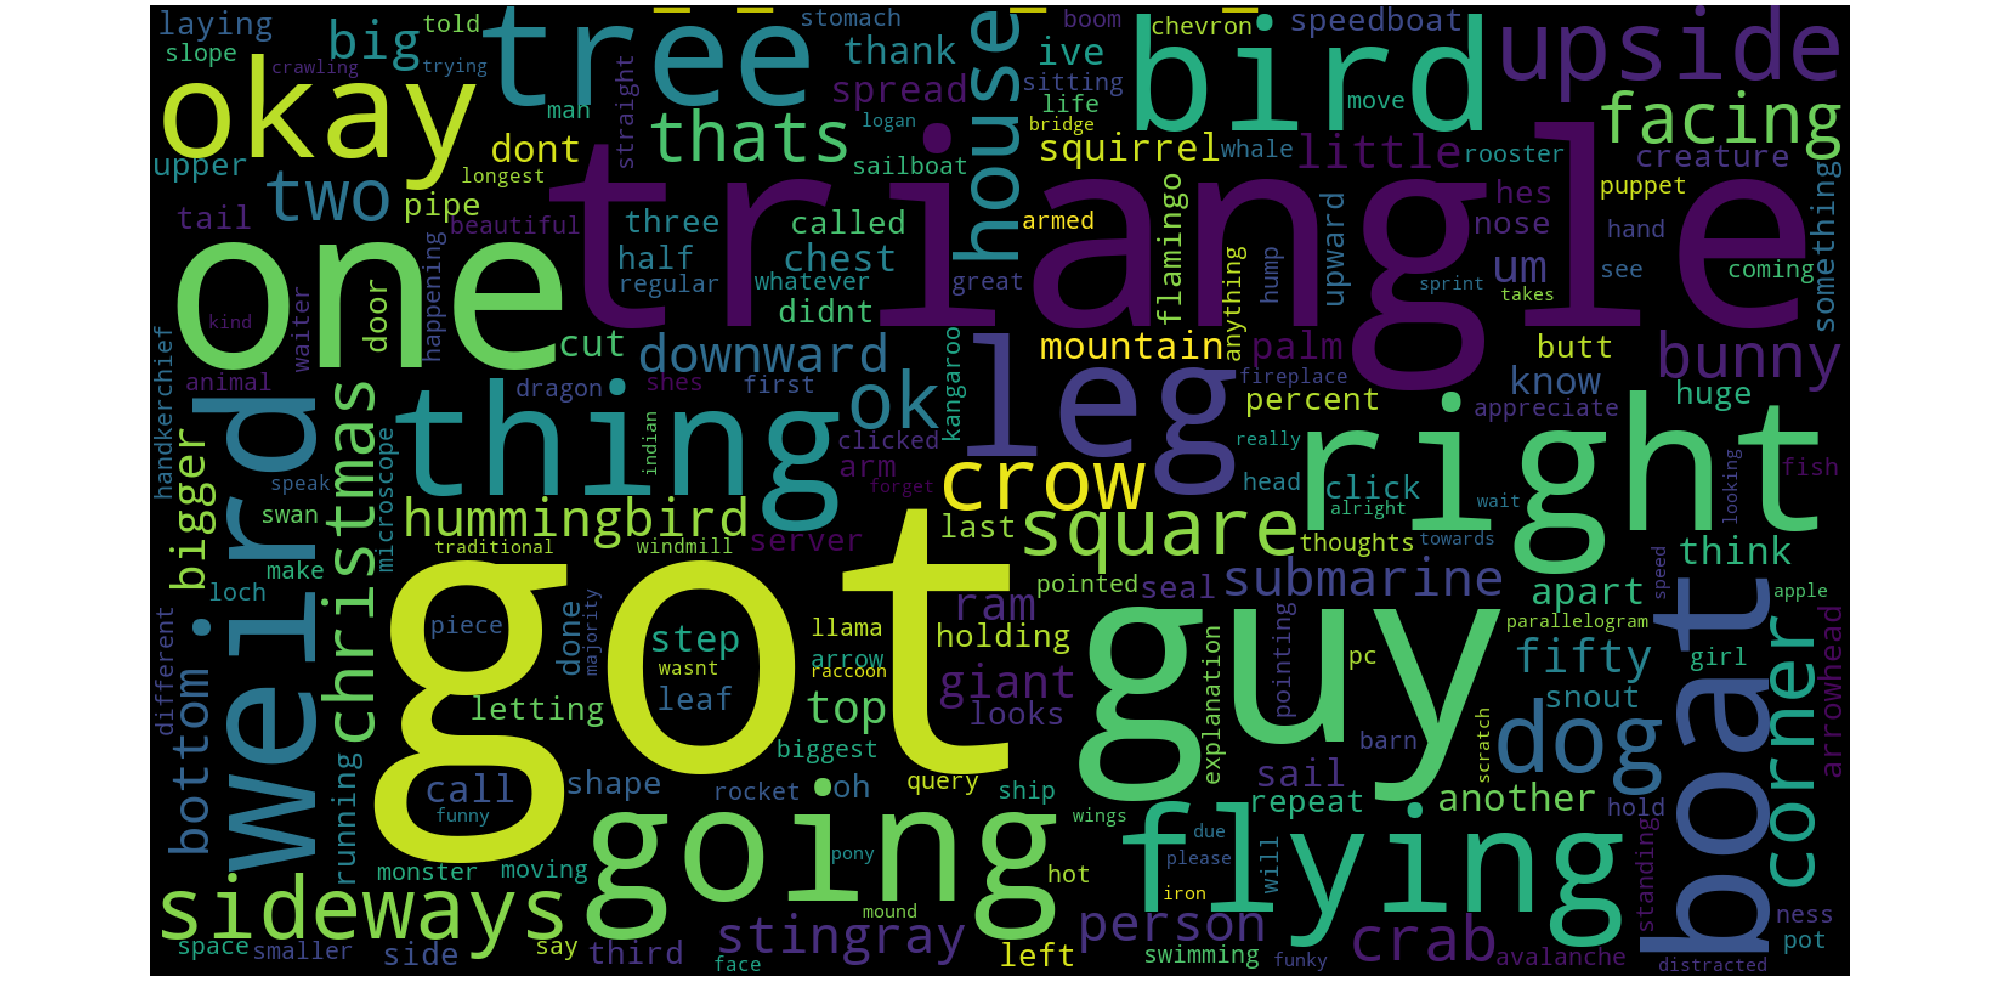 laying
told
stomach
boom
chevron
speedboat
upside
slope
big
tree
thank
house
ive
bird
crawling
trying
okay
man
straight
spread
sitting
life
move
facing
thats
logan
bridge
dont
squirrel
whale
little
rooster
creature
upper
longest
sailboat
triangle
two
pipe
tail
beautiful
three
called
armed
flamingo
hes
puppet
something
nose
hand
one
half
chest
um
see
coming
happening
regular
whatever
great
anything
hump
upward
sprint
takes
kind
waiter
door
didnt
handkerchief
cut
downward
mountain
palm
butt
bunny
leg
animal
dragon
shes
first
ok
kangaroo
fireplace
know
weird
christmas
thing
indian
percent
appreciate
huge
right
bigger
microscope
clicked
really
arm
crow
forget
head
click
looking
fish
speak
wait
swan
hummingbird
last
square
alright
traditional
windmill
server
thoughts
towards
think
make
got
pointed
seal
submarine
speed
loch
ram
apart
apple
different
piece
done
majority
step
llama
holding
guy
parallelogram
boat
corner
arrowhead
wasnt
arrow
raccoon
explanation
pointing
pc
fifty
girl
bottom
letting
leaf
top
giant
looks
snout
dog
running
biggest
barn
scratch
call
shape
rocket
oh
query
ship
sail
repeat
another
hold
funny
wings
going
flying
due
monster
moving
pony
hot
please
will
standing
sideways
iron
mound
stingray
person
crab
ness
space
smaller
side
say
third
face
left
swimming
funky
avalanche
pot
distracted